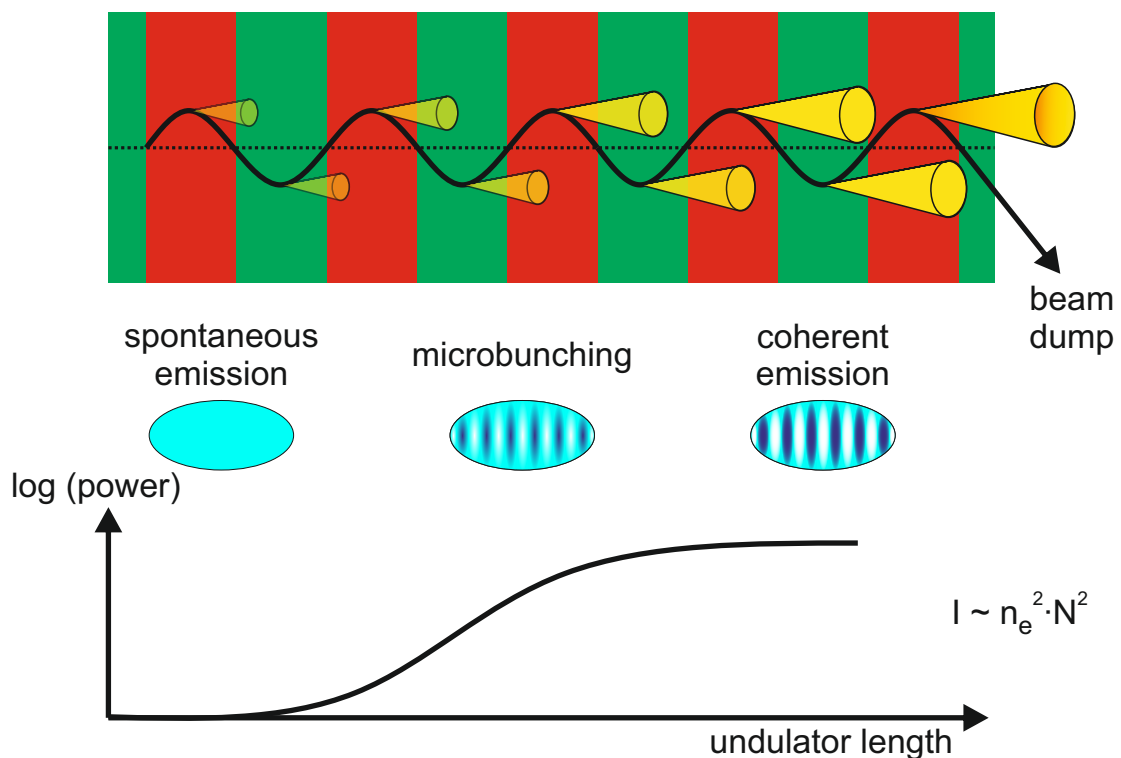 beam
dump
spontaneous
emission
microbunching
coherent
emission
log (power)
I ~ nₑ²·N²
undulator length